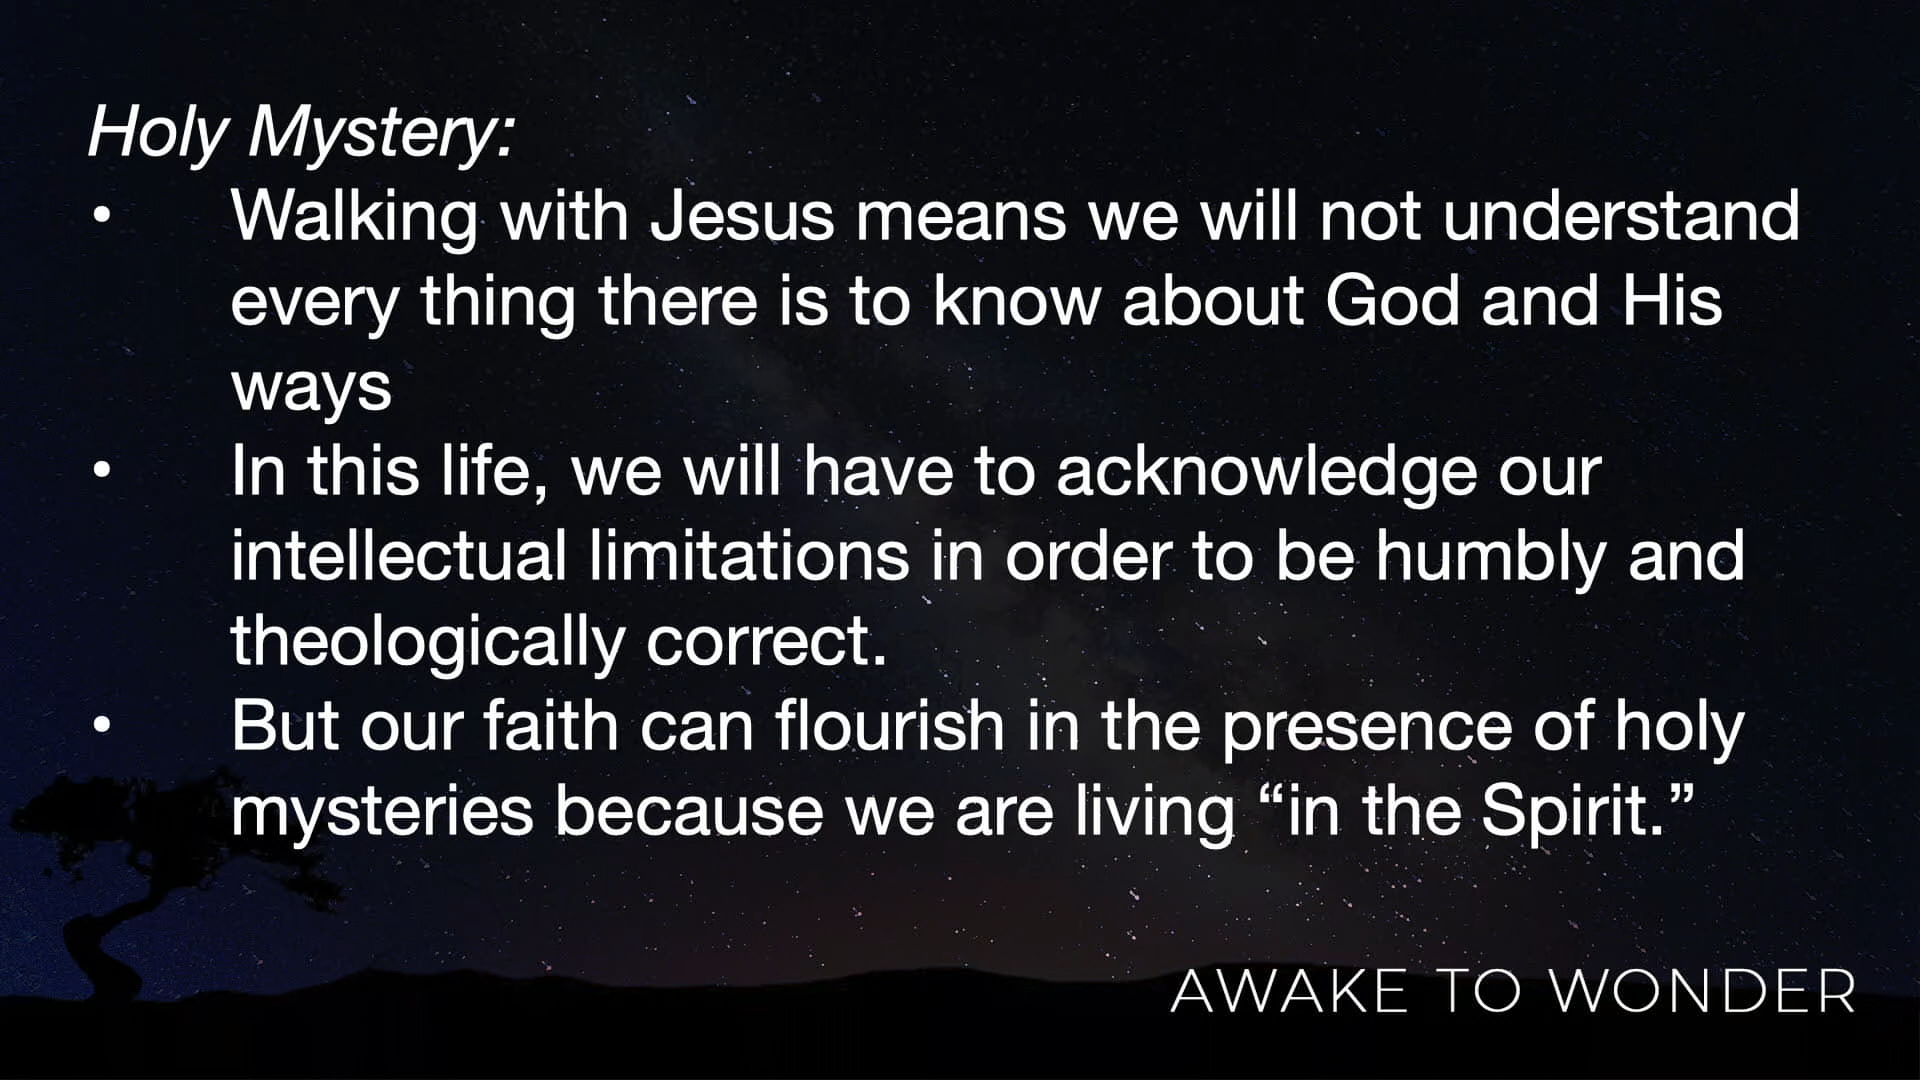 Holy Mystery:
• Walking with Jesus means we will not understand
every thing there is to know about God and His
ways
• In this life, we will have to acknowledge our
intellectual limitations in order to be humbly and
theologically correct.
• But our faith can flourish in the presence of holy
mysteries because we are living “in the Spirit.”
AWAKE TO WONDER